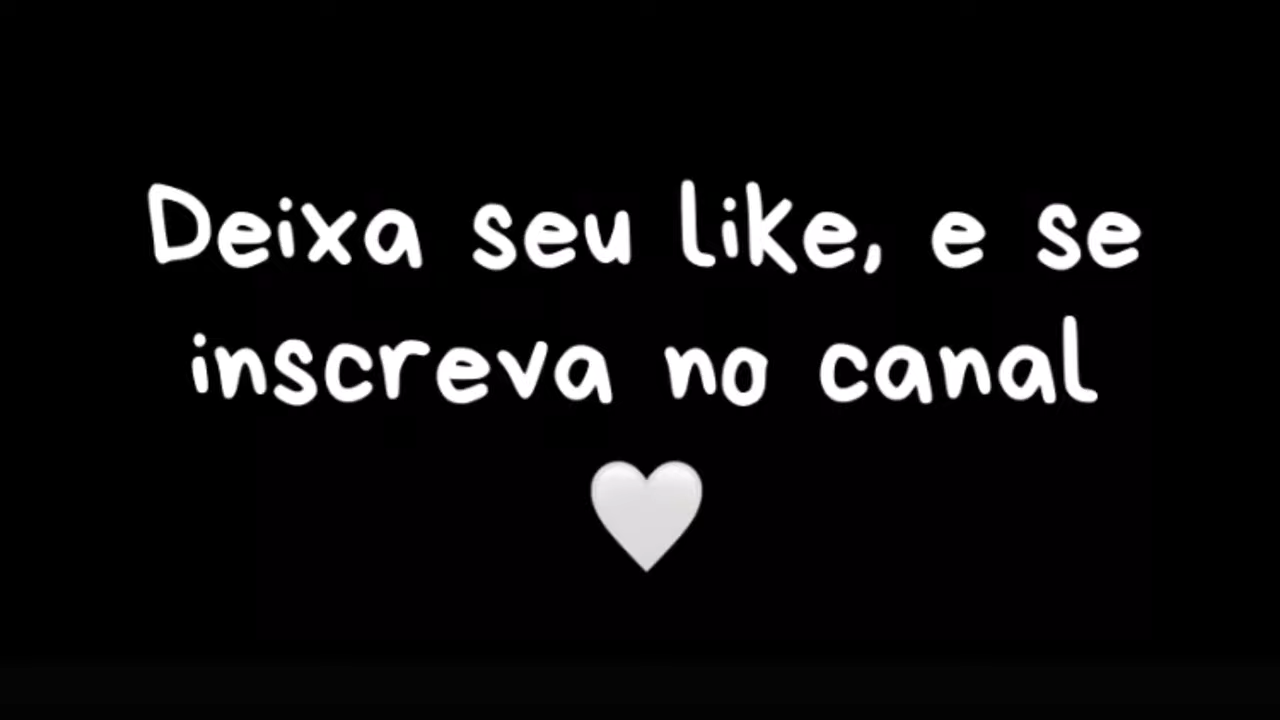 Deixa seu like, e se
inscreva no canal
🤍